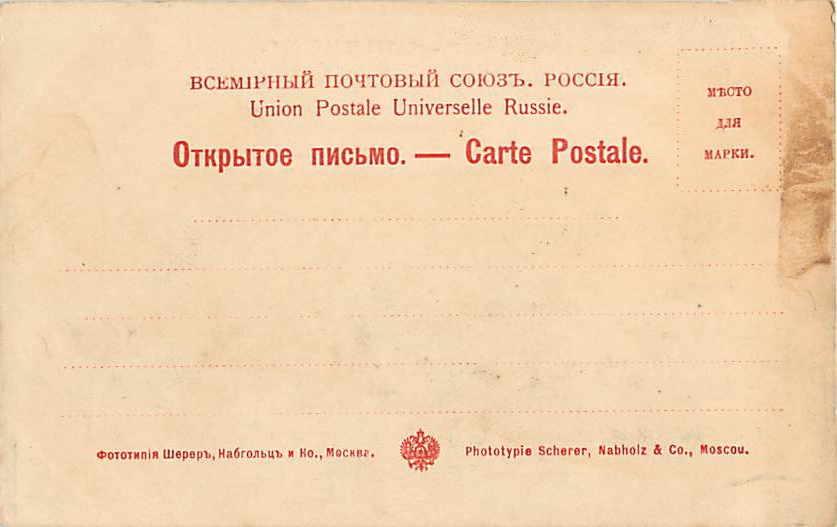 ВСЕМІРНЫЙ ПОЧТОВЫЙ СОЮЗЪ. РОССІЯ.
Union Postale Universelle Russie.
Открытое письмо. — Carte Postale.
МѢСТО
ДЛЯ
МАРКИ.
Фототипія Шереръ, Набгольцъ и Ко., Москва.
Phototypie Scherer, Nabholz & Co., Moscou.